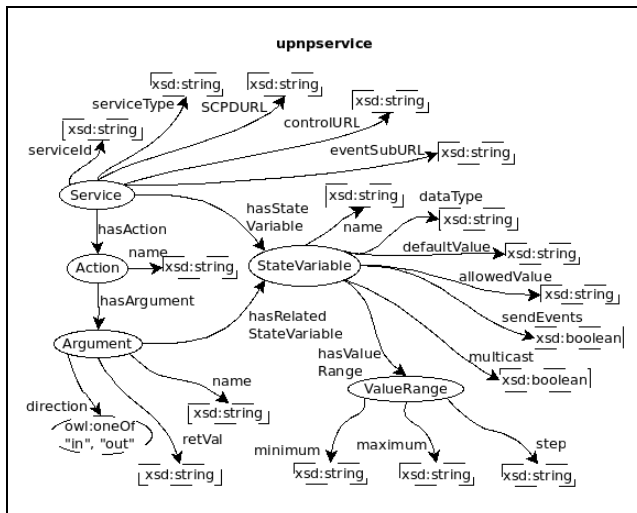 upnpservice
xsd:string
xsd:string
serviceType
SCPDURL
xsd:string
controlURL
xsd:string
serviceId
eventSubURL
xsd:string
Service
xsd:string
hasState
Variable
name
dataType
xsd:string
hasAction
defaultValue
name
xsd:string
Action
xsd:string
StateVariable
allowedValue
xsd:string
hasArgument
hasRelated
StateVariable
sendEvents
xsd:boolean
Argument
hasValue
Range
multicast
xsd:boolean
name
ValueRange
direction
xsd:string
owl:oneOf
"in", "out"
retVal
minimum
maximum
step
xsd:string
xsd:string
xsd:string
xsd:string